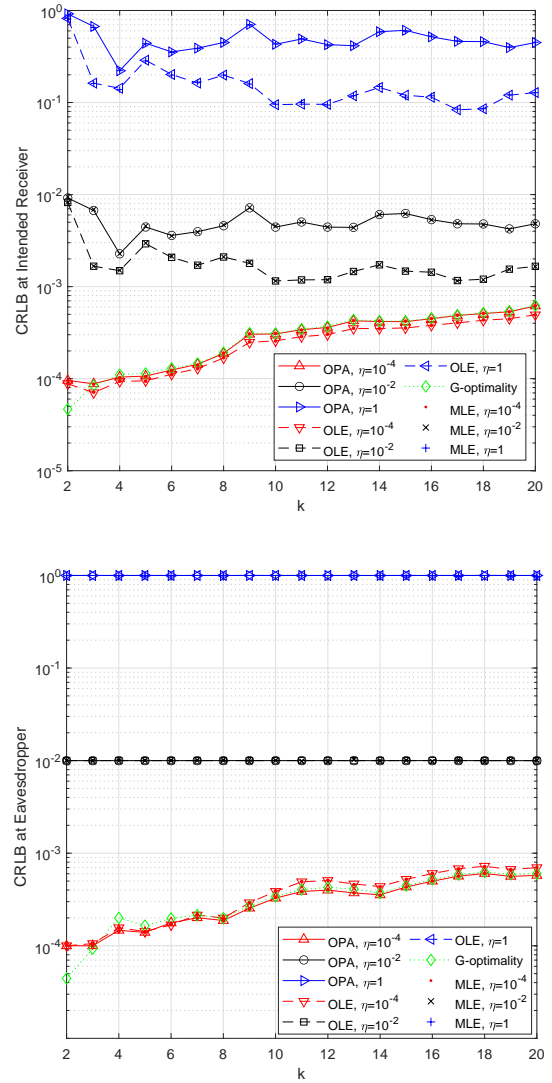 CRLB at Intended Receiver
10^0
10^-1
10^-2
10^-3
10^-4
10^-5
2 4 6 8 10 12 14 16 18 20
k
OPA, η=10^-4
OPA, η=10^-2
OPA, η=1
OLE, η=10^-4
OLE, η=10^-2
OLE, η=1
G-optimality
MLE, η=10^-4
MLE, η=10^-2
MLE, η=1
CRLB at Eavesdropper
10^0
10^-1
10^-2
10^-3
10^-4
2 4 6 8 10 12 14 16 18 20
k
OPA, η=10^-4
OPA, η=10^-2
OPA, η=1
OLE, η=10^-4
OLE, η=10^-2
OLE, η=1
G-optimality
MLE, η=10^-4
MLE, η=10^-2
MLE, η=1